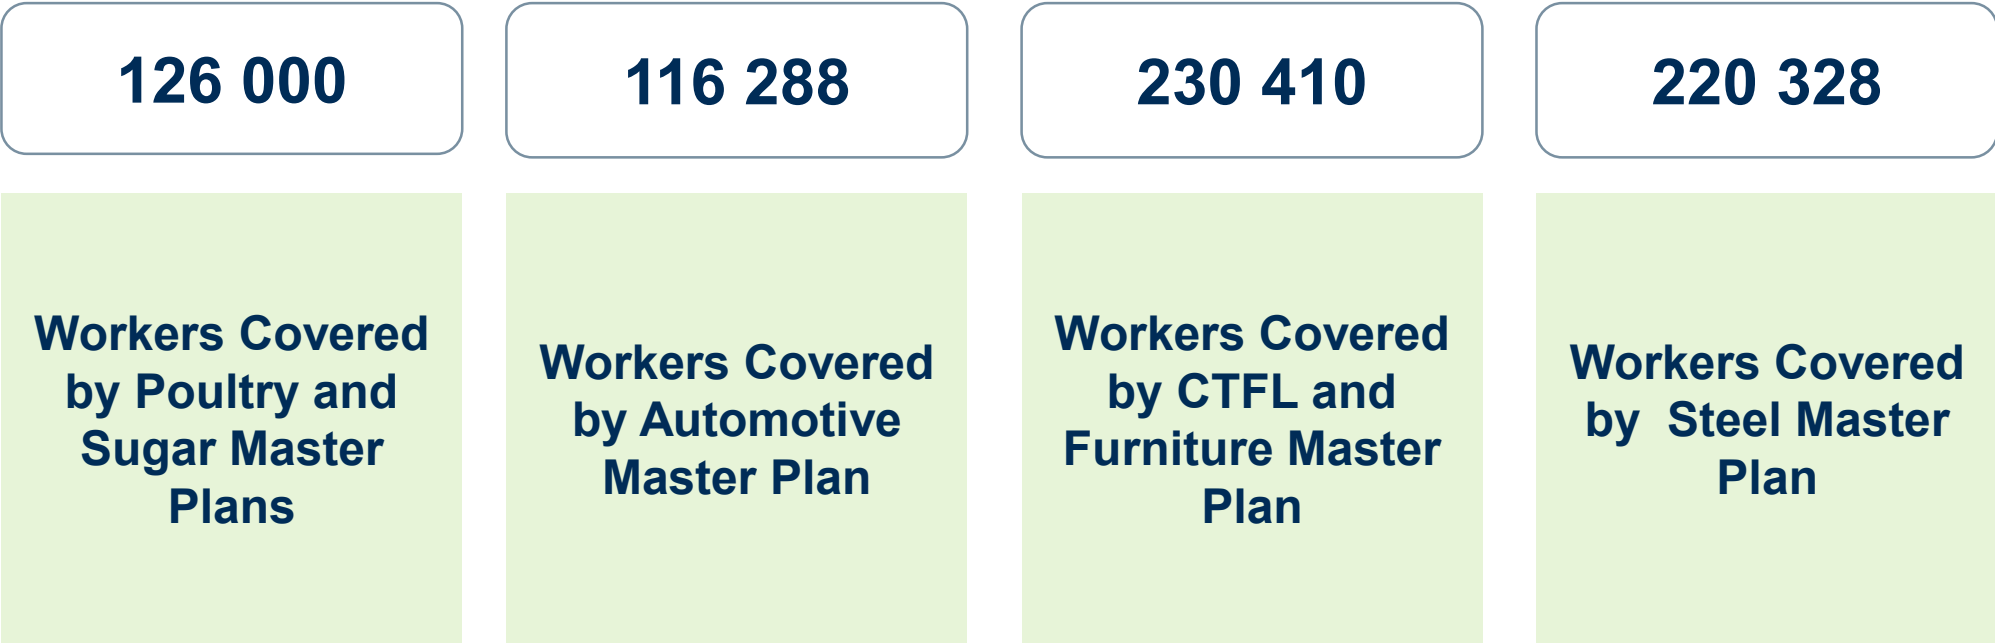 126 000
Workers Covered
by Poultry and
Sugar Master
Plans
116 288
Workers Covered
by Automotive
Master Plan
230 410
Workers Covered
by CTFL and
Furniture Master
Plan
220 328
Workers Covered
by  Steel Master
Plan